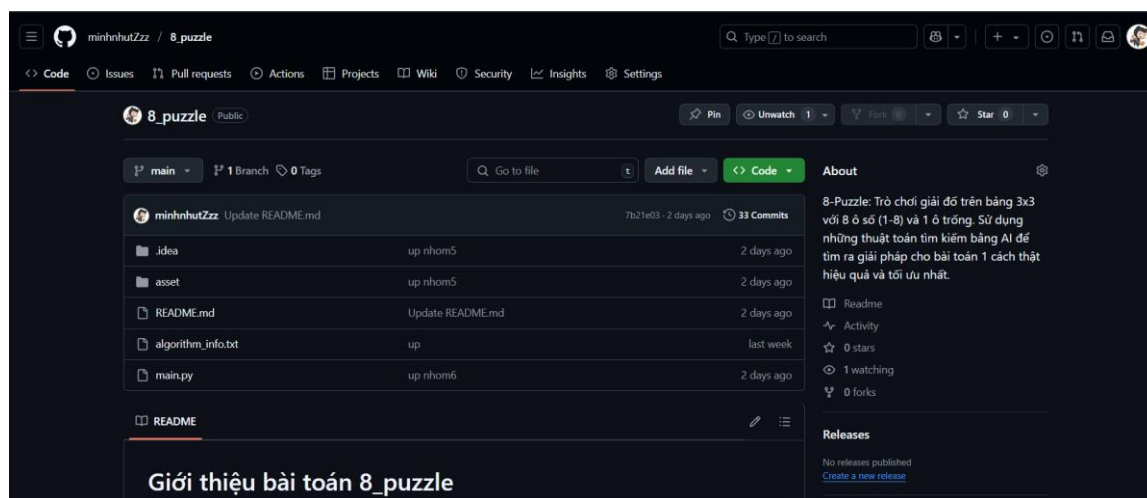 minhnhutZzz / 8_puzzle
Type / to search
Code Issues Pull requests Actions Projects Wiki Security Insights Settings
8_puzzle Public
Pin Unwatch 1 Fork 0 Star 0
main 1 Branch 0 Tags
Go to file t Add file Code
minhnhutZzz Update README.md 7b21e03 · 2 days ago 33 Commits
.idea up nhom5 2 days ago
asset up nhom5 2 days ago
README.md Update README.md 2 days ago
algorithm_info.txt up last week
main.py up nhom6 2 days ago
README
Giới thiệu bài toán 8_puzzle
About
8-Puzzle: Trò chơi giải đố trên bảng 3x3
với 8 ô số (1-8) và 1 ô trống. Sử dụng
những thuật toán tìm kiếm bằng AI để
tìm ra giải pháp cho bài toán 1 cách thật
hiệu quả và tối ưu nhất.
Readme
Activity
0 stars
1 watching
0 forks
Releases
No releases published
Create a new release